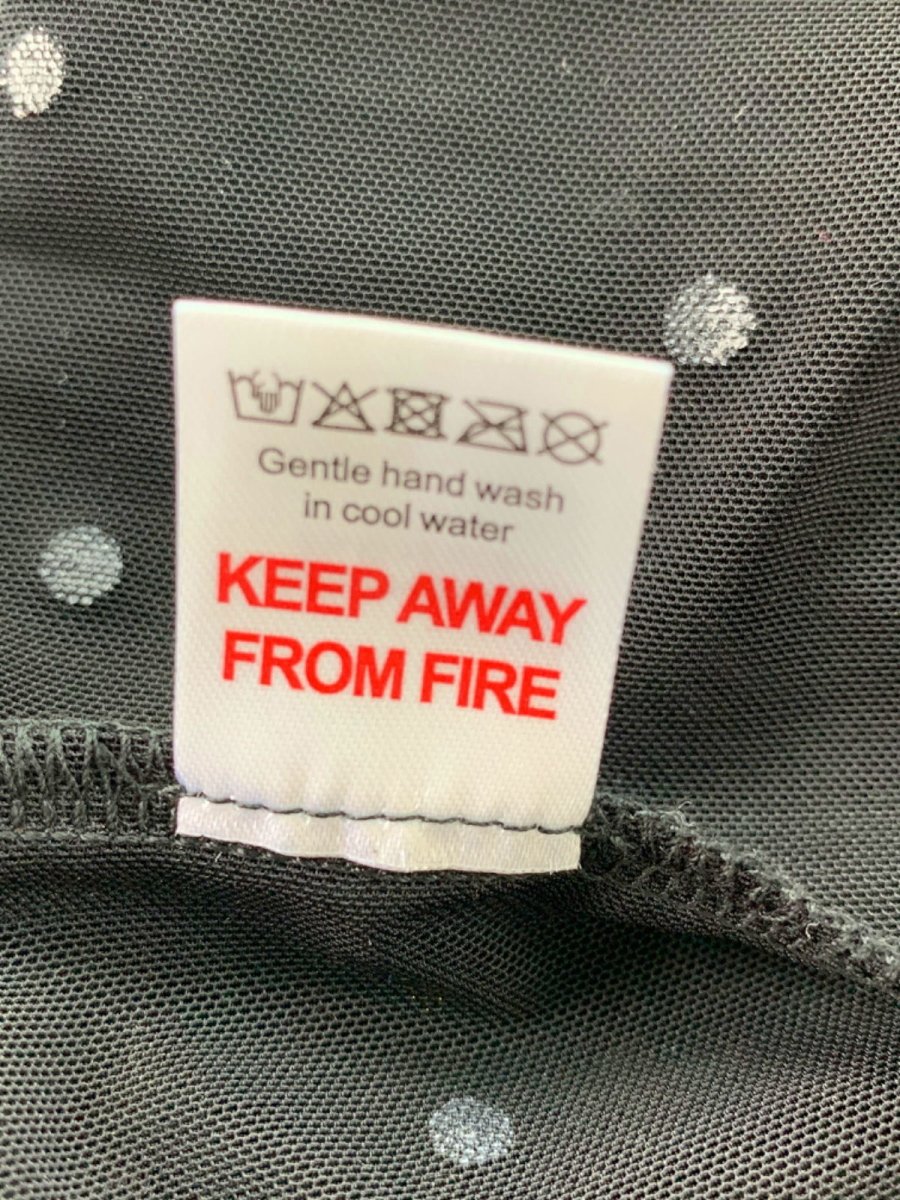 Gentle hand wash
in cool water
KEEP AWAY
FROM FIRE